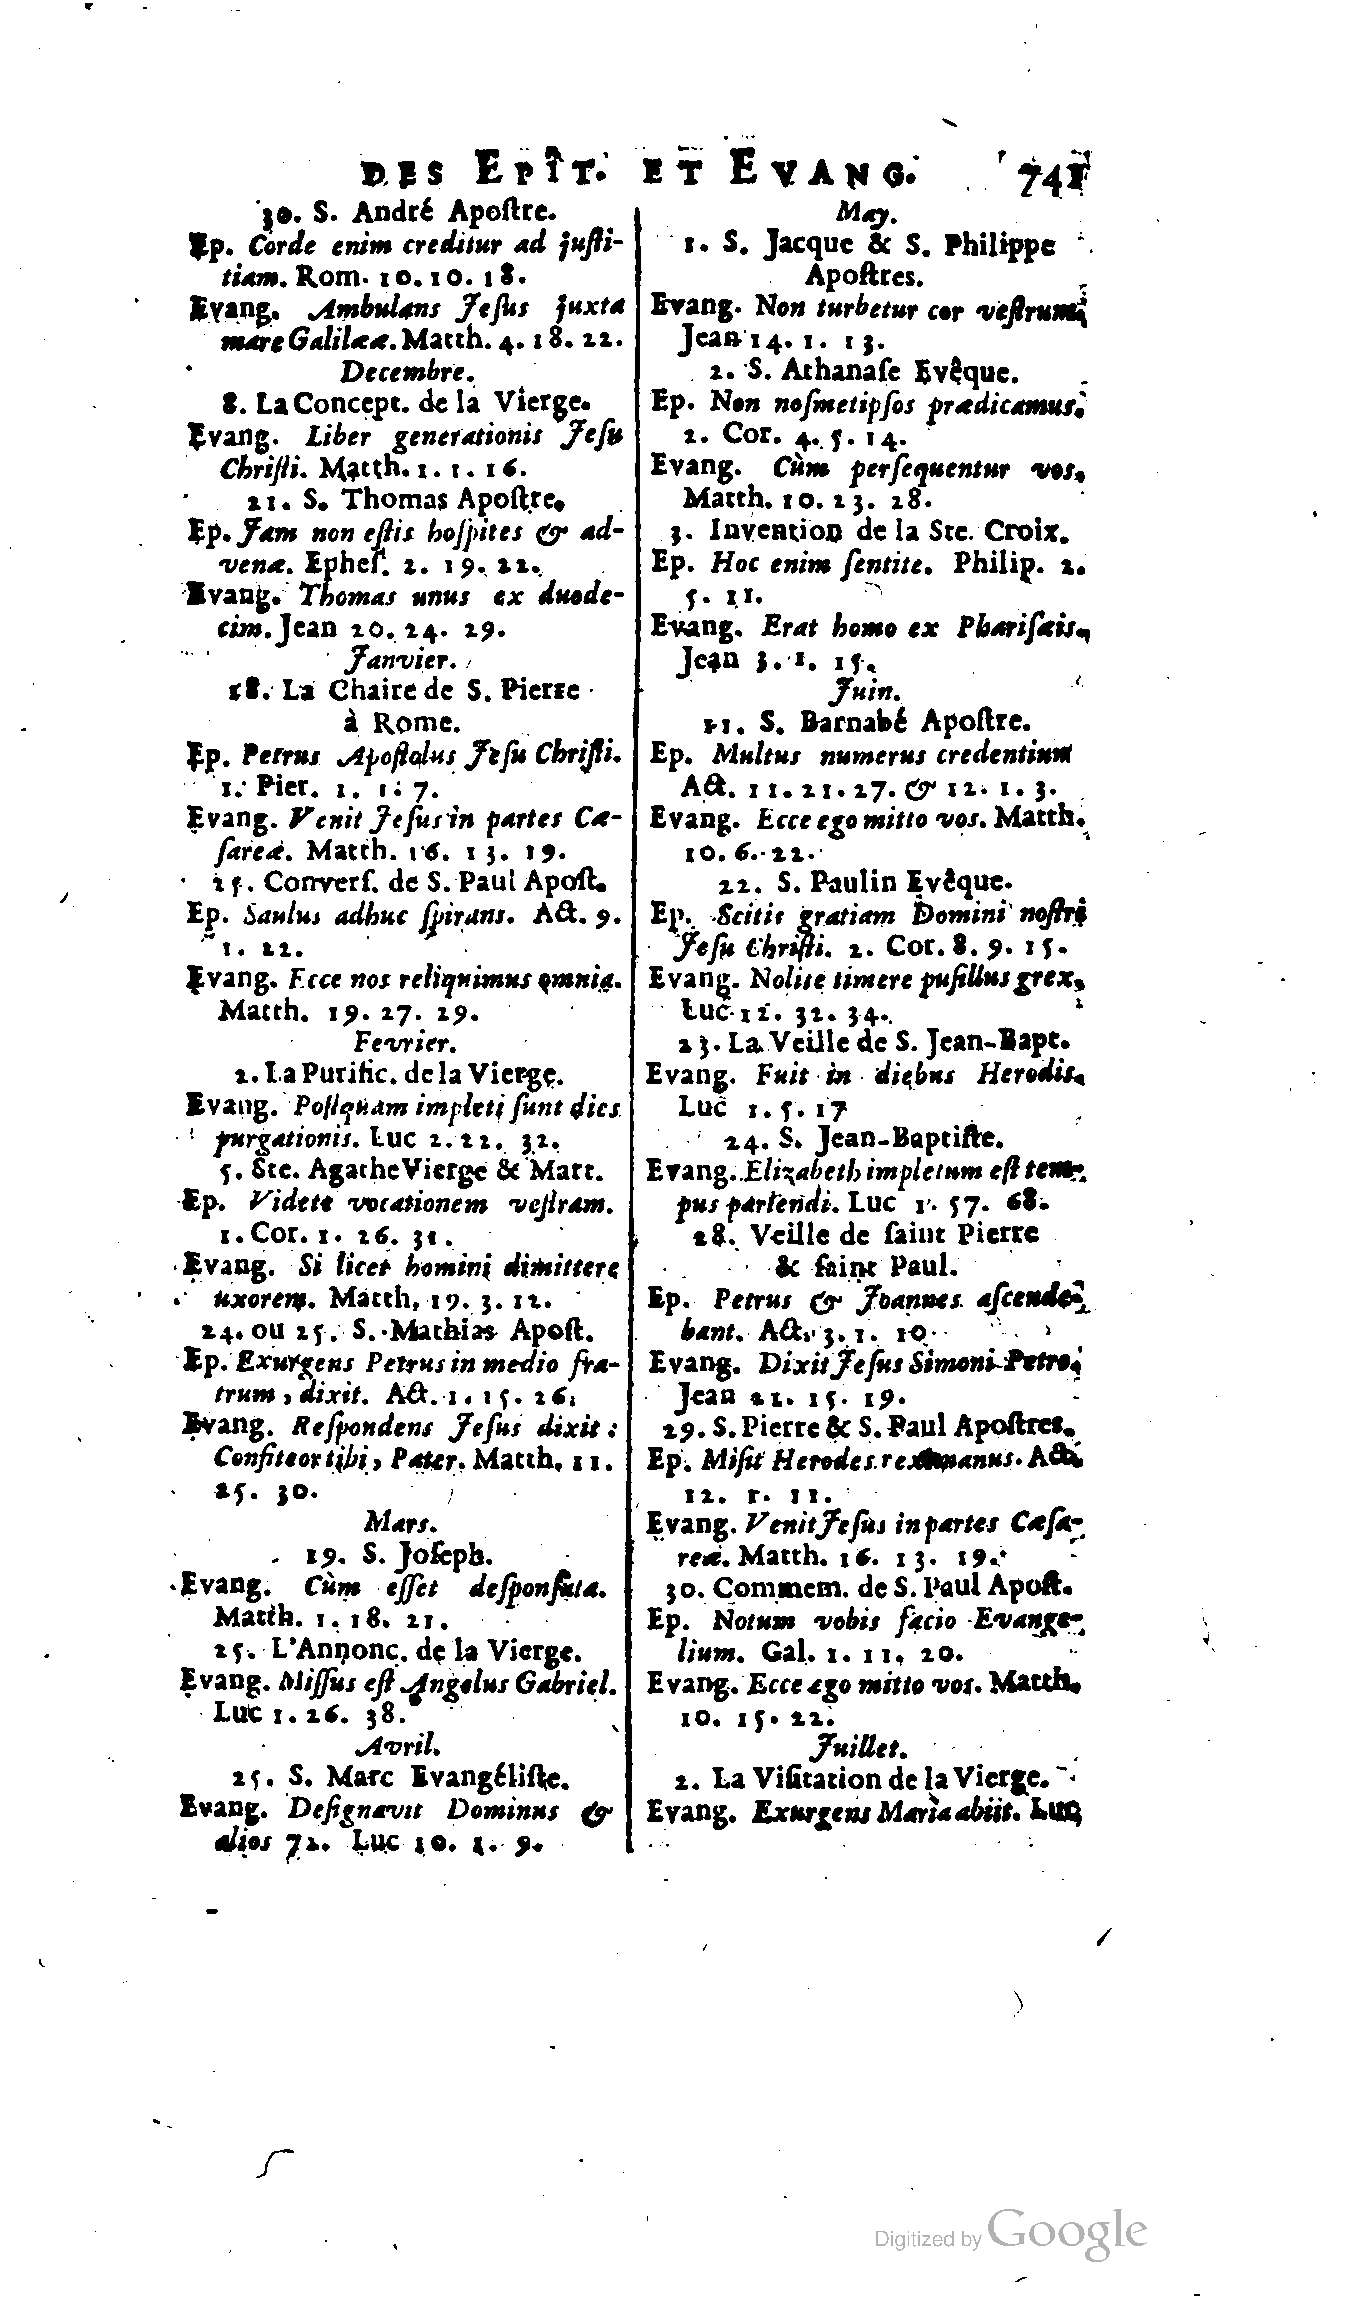 DES EPÎT. ET EVANG. 741
30. S. André Apoſtre.
Ep. Corde enim creditur ad juſti-
tiam. Rom. 10. 10. 18.
Evang. Ambulans Jeſus juxta
mare Galilææ. Matth. 4. 18. 22.
Decembre.
8. La Concept. de la Vierge.
Evang. Liber generationis Jeſu
Chriſti. Matth. 1. 1. 16.
21. S. Thomas Apoſtre.
Ep. Jam non eſtis hoſpites & ad-
venæ. Epheſ. 2. 19. 22.
Evang. Thomas unus ex duode-
cim. Jean 20. 24. 29.
Janvier.
18. La Chaire de S. Pierre
à Rome.
Ep. Petrus Apoſtolus Jeſu Chriſti.
1. Pier. 1. 1. 7.
Evang. Venit Jeſus in partes Cæ-
ſareæ. Matth. 16. 13. 19.
25. Converſ. de S. Paul Apoſt.
Ep. Saulus adhuc ſpirans. Act. 9.
1. 22.
Evang. Ecce nos reliquimus omnia.
Matth. 19. 27. 29.
Fevrier.
2. La Purific. de la Vierge.
Evang. Poſtquam impleti ſunt dies
purgationis. Luc 2. 22. 32.
5. Ste. Agathe Vierge & Mart.
Ep. Videte vocationem veſtram.
1. Cor. 1. 26. 31.
Evang. Si licet homini dimittere
uxorem. Matth. 19. 3. 12.
24. ou 25. S. Mathias Apoſt.
Ep. Exurgens Petrus in medio fra-
trum, dixit. Act. 1. 15. 26.
Evang. Reſpondens Jeſus dixit:
Confiteor tibi, Pater. Matth. 11.
25. 30.
Mars.
19. S. Joſeph.
Evang. Cùm eſſet deſponſata.
Matth. 1. 18. 21.
25. L'Annonc. de la Vierge.
Evang. Miſſus eſt Angelus Gabriel.
Luc 1. 26. 38.
Avril.
25. S. Marc Evangéliſte.
Evang. Deſignavit Dominus &
alios 72. Luc 10. 1. 9.
May.
1. S. Jacque & S. Philippe
Apoſtres.
Evang. Non turbetur cor veſtrum.
Jean 14. 1. 13.
2. S. Athanaſe Evêque.
Ep. Non noſmetipſos prædicamus.
2. Cor. 4. 5. 14.
Evang. Cùm perſequentur vos.
Matth. 10. 23. 28.
3. Invention de la Ste. Croix.
Ep. Hoc enim ſentite. Philip. 2.
5. 11.
Evang. Erat homo ex Phariſæis.
Jean 3. 1. 15.
Juin.
11. S. Barnabé Apoſtre.
Ep. Multus numerus credentium
Act. 11. 21. 27. & 12. 1. 3.
Evang. Ecce ego mitto vos. Matth.
10. 6. 22.
22. S. Paulin Evêque.
Ep. Scitis gratiam Domini noſtri
Jeſu Chriſti. 2. Cor. 8. 9. 15.
Evang. Nolite timere puſillus grex.
Luc 12. 32. 34.
23. La Veille de S. Jean-Bapt.
Evang. Fuit in diebus Herodis.
Luc 1. 5. 17
24. S. Jean-Baptiſte.
Evang. Elizabeth impletum eſt tem-
pus pariendi. Luc 1. 57. 68.
28. Veille de ſaint Pierre
& ſaint Paul.
Ep. Petrus & Joannes aſcende-
bant. Act. 3. 1. 10.
Evang. Dixit Jeſus Simoni Petro.
Jean 21. 15. 19.
29. S. Pierre & S. Paul Apoſtres.
Ep. Miſit Herodes rex manus. Act.
12. 1. 11.
Evang. Venit Jeſus in partes Cæſa-
reæ. Matth. 16. 13. 19.
30. Commem. de S. Paul Apoſt.
Ep. Notum vobis facio Evange-
lium. Gal. 1. 11. 20.
Evang. Ecce ego mitto vos. Matth.
10. 15. 22.
Juillet.
2. La Viſitation de la Vierge.
Evang. Exurgens Maria abiit. Luc
Digitized by Google